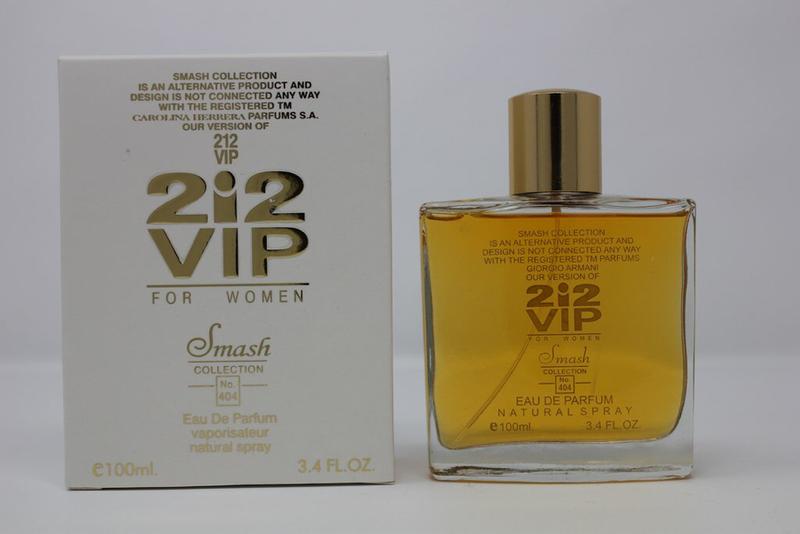 SMASH COLLECTION
IS AN ALTERNATIVE PRODUCT AND
DESIGN IS NOT CONNECTED ANY WAY
WITH THE REGISTERED TM
CAROLINA HERRERA PARFUMS S.A.
OUR VERSION OF
212
VIP
2i2
VIP
FOR WOMEN
Smash
COLLECTION
No.
404
Eau De Parfum
vaporisateur
natural spray
e100ml. 3.4 FL.OZ.
SMASH COLLECTION
IS AN ALTERNATIVE PRODUCT AND
DESIGN IS NOT CONNECTED ANY WAY
WITH THE REGISTERED TM PARFUMS
GIORGIO ARMANI
OUR VERSION OF
2i2
VIP
FOR WOMEN
Smash
COLLECTION
No.
404
EAU DE PARFUM
NATURAL SPRAY
e100ml. 3.4 FL.OZ.